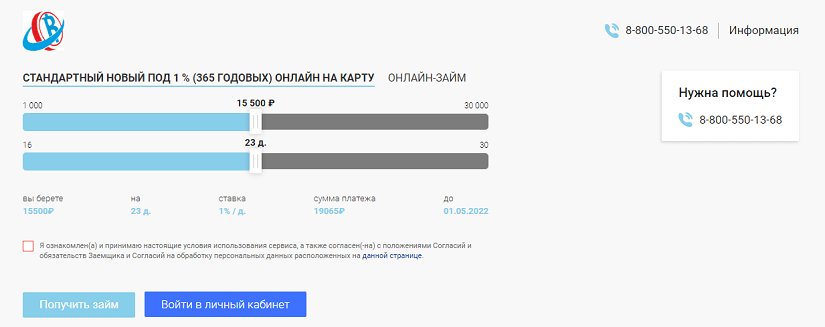 8-800-550-13-68 Информация
СТАНДАРТНЫЙ НОВЫЙ ПОД 1 % (365 ГОДОВЫХ) ОНЛАЙН НА КАРТУ ОНЛАЙН-ЗАЙМ
Нужна помощь?
8-800-550-13-68
1 000 15 500 ₽ 30 000
16 23 д. 30
вы берете на ставка сумма платежа до
15500₽ 23 д. 1% / д. 19065₽ 01.05.2022
Я ознакомлен(а) и принимаю настоящие условия использования сервиса, а также согласен(-на) с положениями Согласий и
обязательств Заемщика и Согласий на обработку персональных данных расположенных на данной странице.
Получить займ Войти в личный кабинет